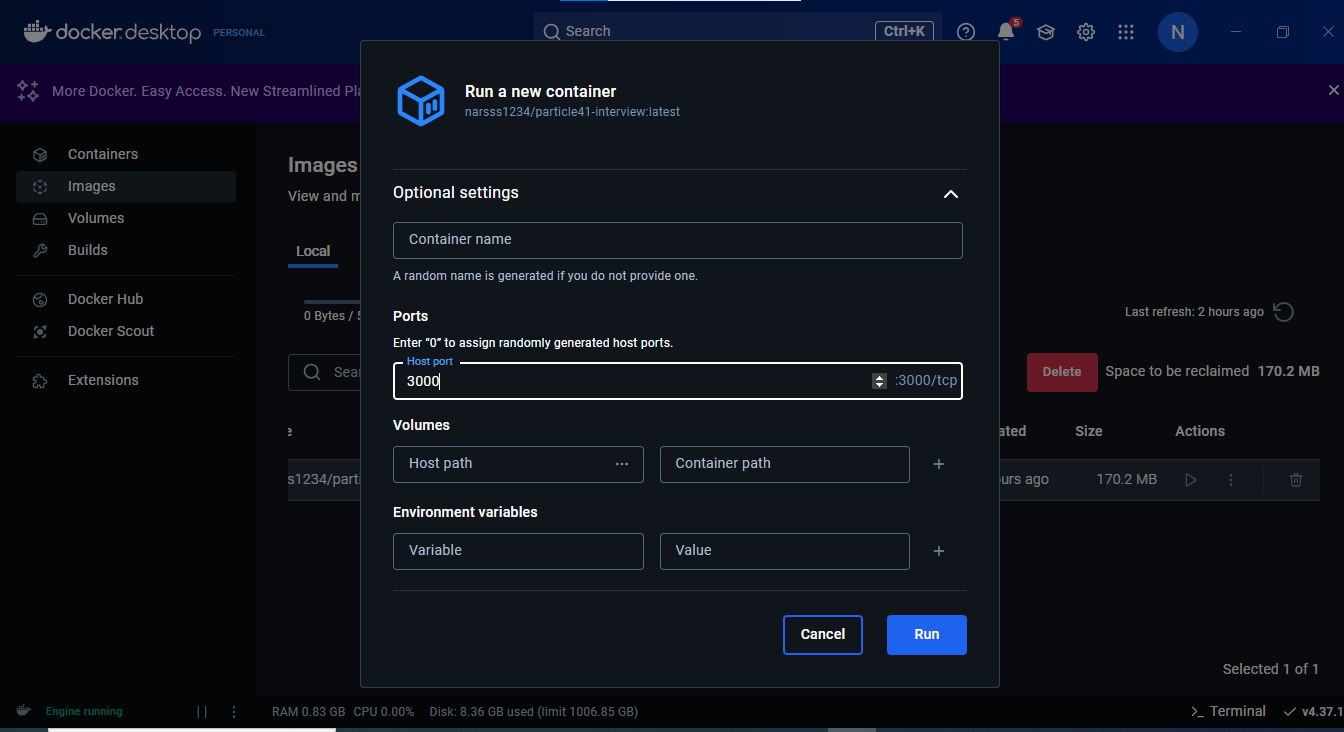 docker desktop PERSONAL
Search Ctrl+K
5
N
More Docker. Easy Access. New Streamlined Pla
Containers
Images
Volumes
Builds
Docker Hub
Docker Scout
Extensions
Images
View and m
Local
0 Bytes / 5
Sear
s1234/parti
Run a new container
narsss1234/particle41-interview:latest
Optional settings
Container name
A random name is generated if you do not provide one.
Ports
Enter “0” to assign randomly generated host ports.
Host port
3000 :3000/tcp
Volumes
Host path ... Container path
Environment variables
Variable Value
Cancel Run
Last refresh: 2 hours ago
Delete Space to be reclaimed 170.2 MB
ated Size Actions
urs ago 170.2 MB
Selected 1 of 1
Engine running RAM 0.83 GB CPU 0.00% Disk: 8.36 GB used (limit 1006.85 GB) >_ Terminal v4.37.1